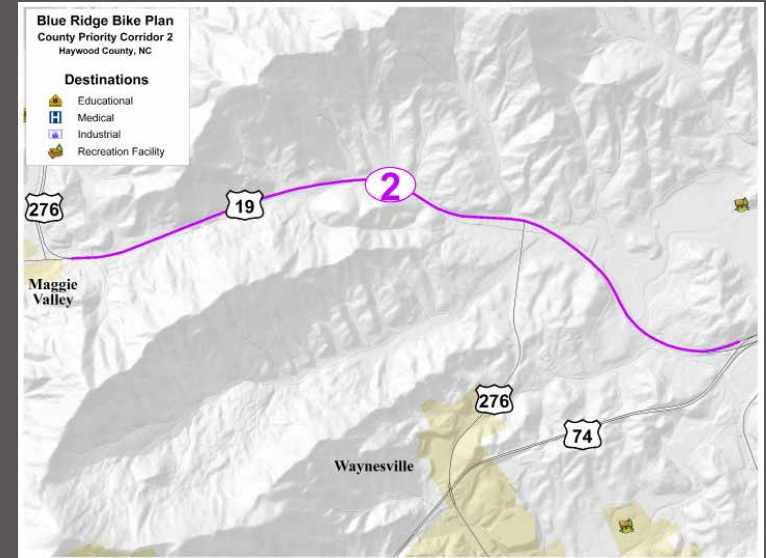 Blue Ridge Bike Plan
County Priority Corridor 2
Haywood County, NC
Destinations
Educational
H Medical
Industrial
Recreation Facility
2
276
19
Maggie
Valley
276
74
Waynesville